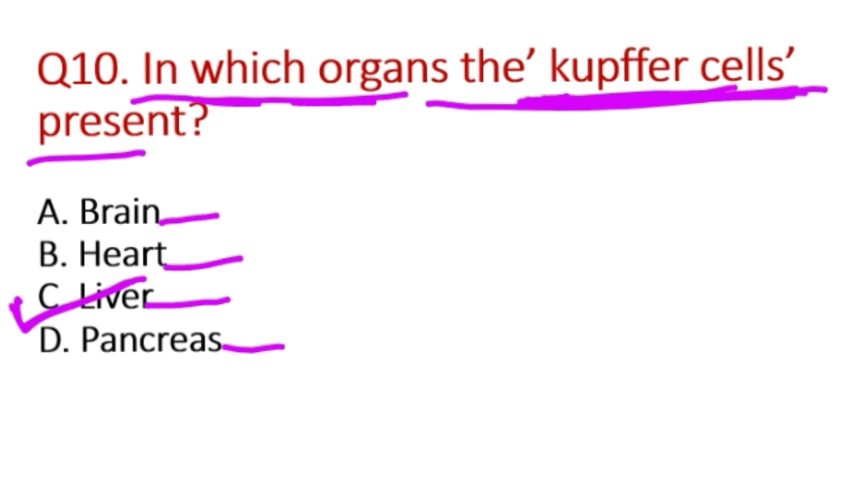 Q10. In which organs the’ kupffer cells’
present?
A. Brain
B. Heart
C. Liver
D. Pancreas